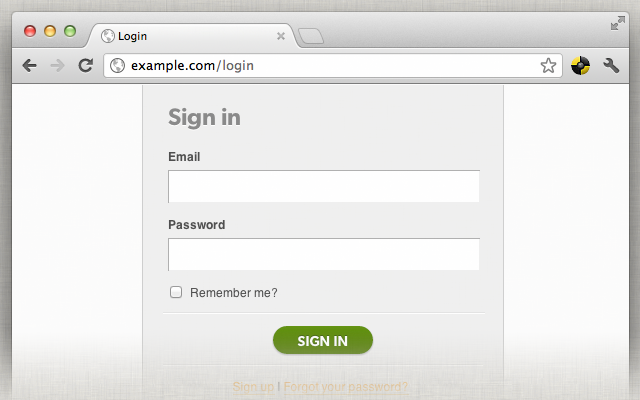 Login
example.com/login
Sign in
Email
Password
Remember me?
SIGN IN
Sign up | Forgot your password?